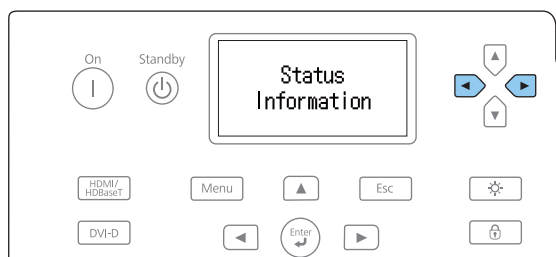 On
Standby
Status
Information
HDMI/
HDBaseT
Menu
Esc
DVI-D
Enter